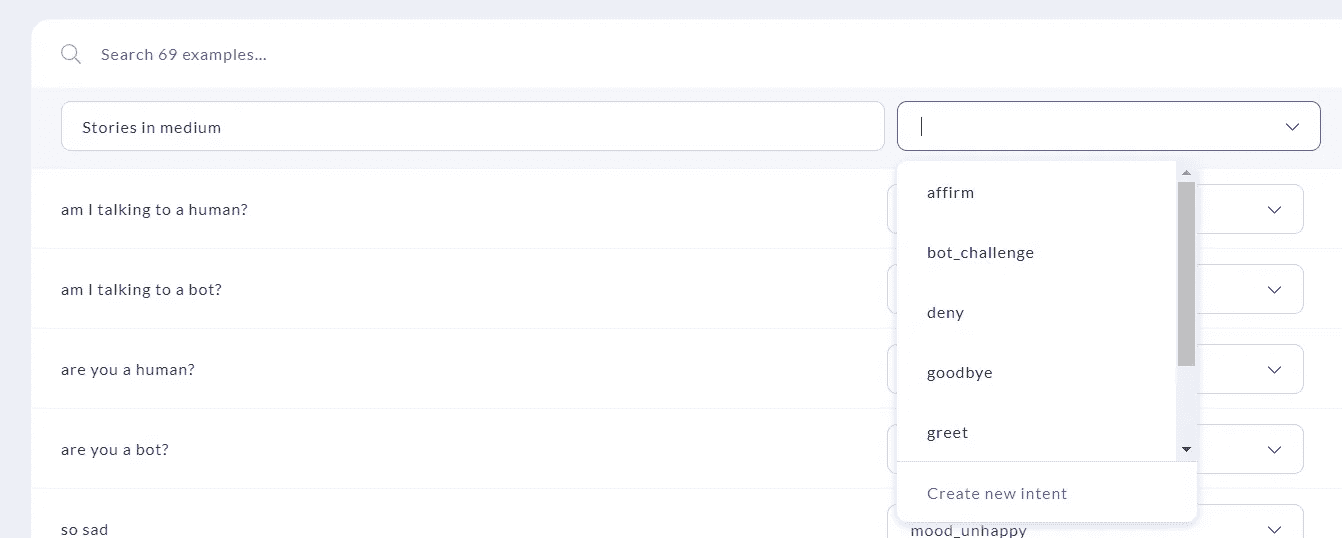 Search 69 examples...
Stories in medium
affirm
am I talking to a human?
bot_challenge
am I talking to a bot?
deny
are you a human?
goodbye
are you a bot?
greet
Create new intent
so sad
mood_unhappy